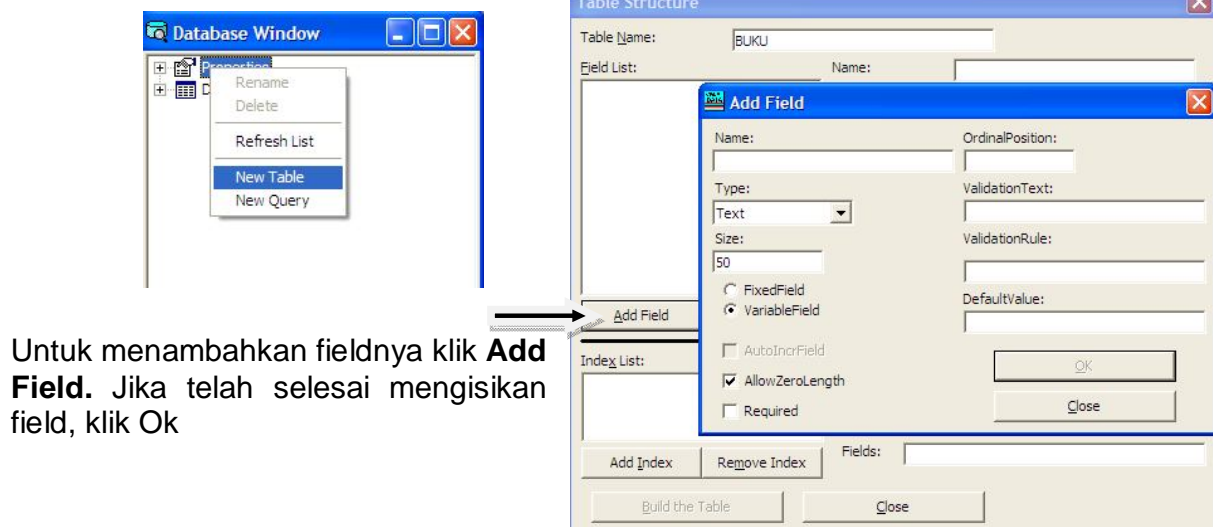 Database Window
Properties
D
Rename
Delete
Refresh List
New Table
New Query
Untuk menambahkan fieldnya klik Add
Field. Jika telah selesai mengisikan
field, klik Ok
Table Structure
Table Name:
BUKU
Field List:
Name:
Add Field
Name:
OrdinalPosition:
Type:
ValidationText:
Text
Size:
ValidationRule:
50
FixedField
DefaultValue:
VariableField
AutoIncrField
AllowZeroLength
Required
OK
Close
Add Field
Index List:
Add Index
Remove Index
Fields:
Build the Table
Close